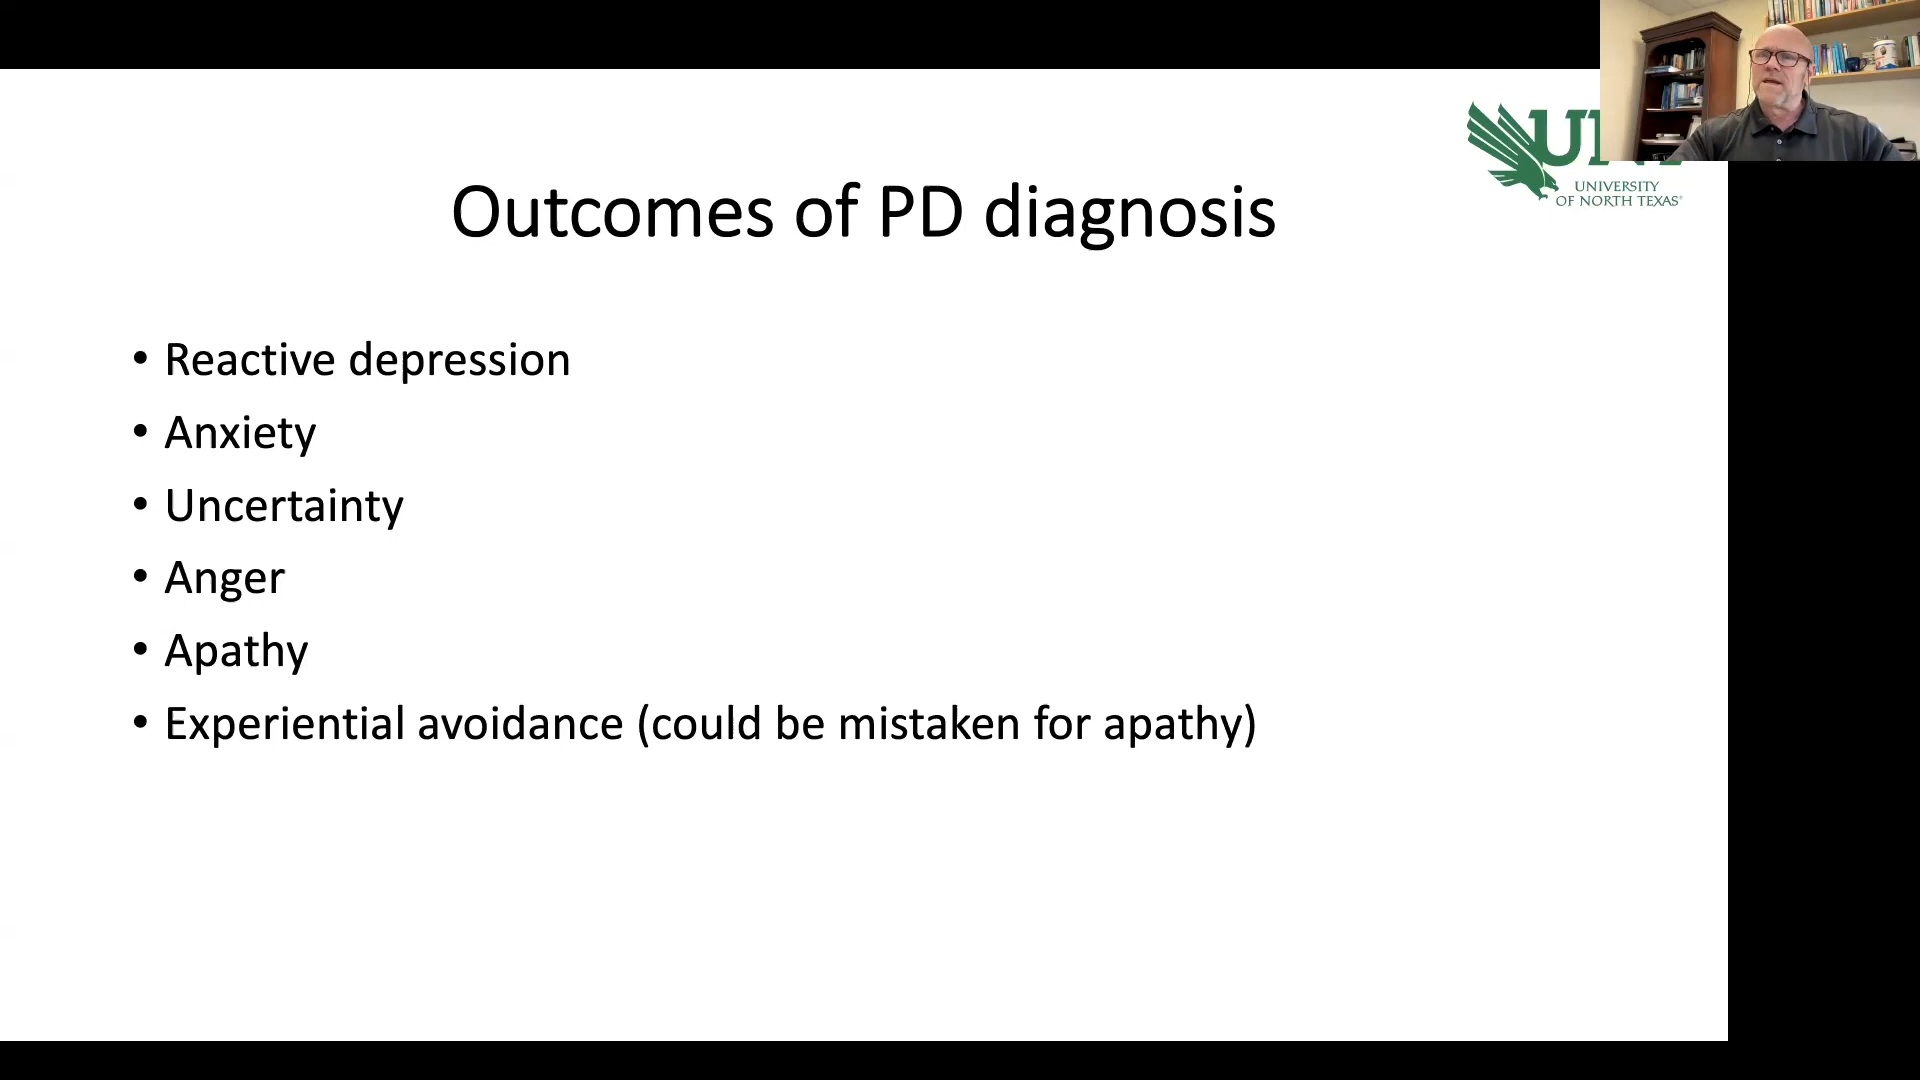 UNIVERSITY
OF NORTH TEXAS®
Outcomes of PD diagnosis
• Reactive depression
• Anxiety
• Uncertainty
• Anger
• Apathy
• Experiential avoidance (could be mistaken for apathy)